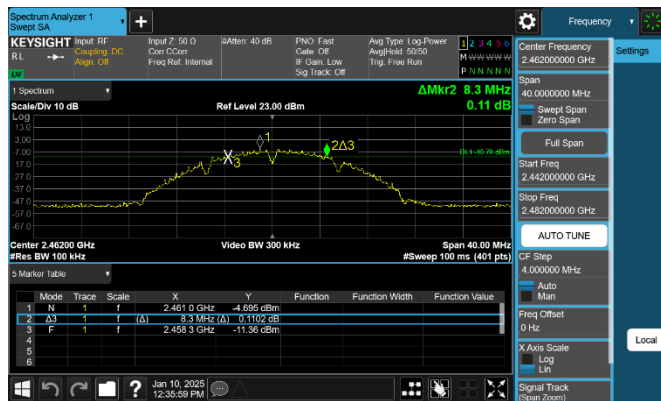 Spectrum Analyzer 1
Swept SA
Frequency
KEYSIGHT
RL
LXI
Input: RF
Coupling: DC
Align: Off
Input Z: 50 Ω
Corr CCorr
Freq Ref: Internal
#Atten: 40 dB
PNO: Fast
Gate: Off
IF Gain: Low
Sig Track: Off
Avg Type: Log-Power
Avg|Hold: 50/50
Trig: Free Run
1 2 3 4 5 6
M W W W W W
P N N N N N
1 Spectrum
Scale/Div 10 dB
Ref Level 23.00 dBm
ΔMkr2 8.3 MHz
0.11 dB
Log
13.0
3.00
-7.00
-17.0
-27.0
-37.0
-47.0
-57.0
-67.0
1
2Δ3
X3
DL1 -10.70 dBm
Center 2.46200 GHz
#Res BW 100 kHz
Video BW 300 kHz
Span 40.00 MHz
#Sweep 100 ms (401 pts)
5 Marker Table
Mode Trace Scale X Y Function Function Width Function Value
1 N 1 f 2.461 0 GHz -4.695 dBm
2 Δ3 1 f (Δ) 8.3 MHz (Δ) 0.1102 dB
3 F 1 f 2.458 3 GHz -11.36 dBm
4
5
6
Jan 10, 2025
12:35:59 PM
Center Frequency
2.462000000 GHz
Span
40.0000000 MHz
Swept Span
Zero Span
Full Span
Start Freq
2.442000000 GHz
Stop Freq
2.482000000 GHz
AUTO TUNE
CF Step
4.000000 MHz
Auto
Man
Freq Offset
0 Hz
X Axis Scale
Log
Lin
Signal Track
(Span Zoom)
Settings
Local